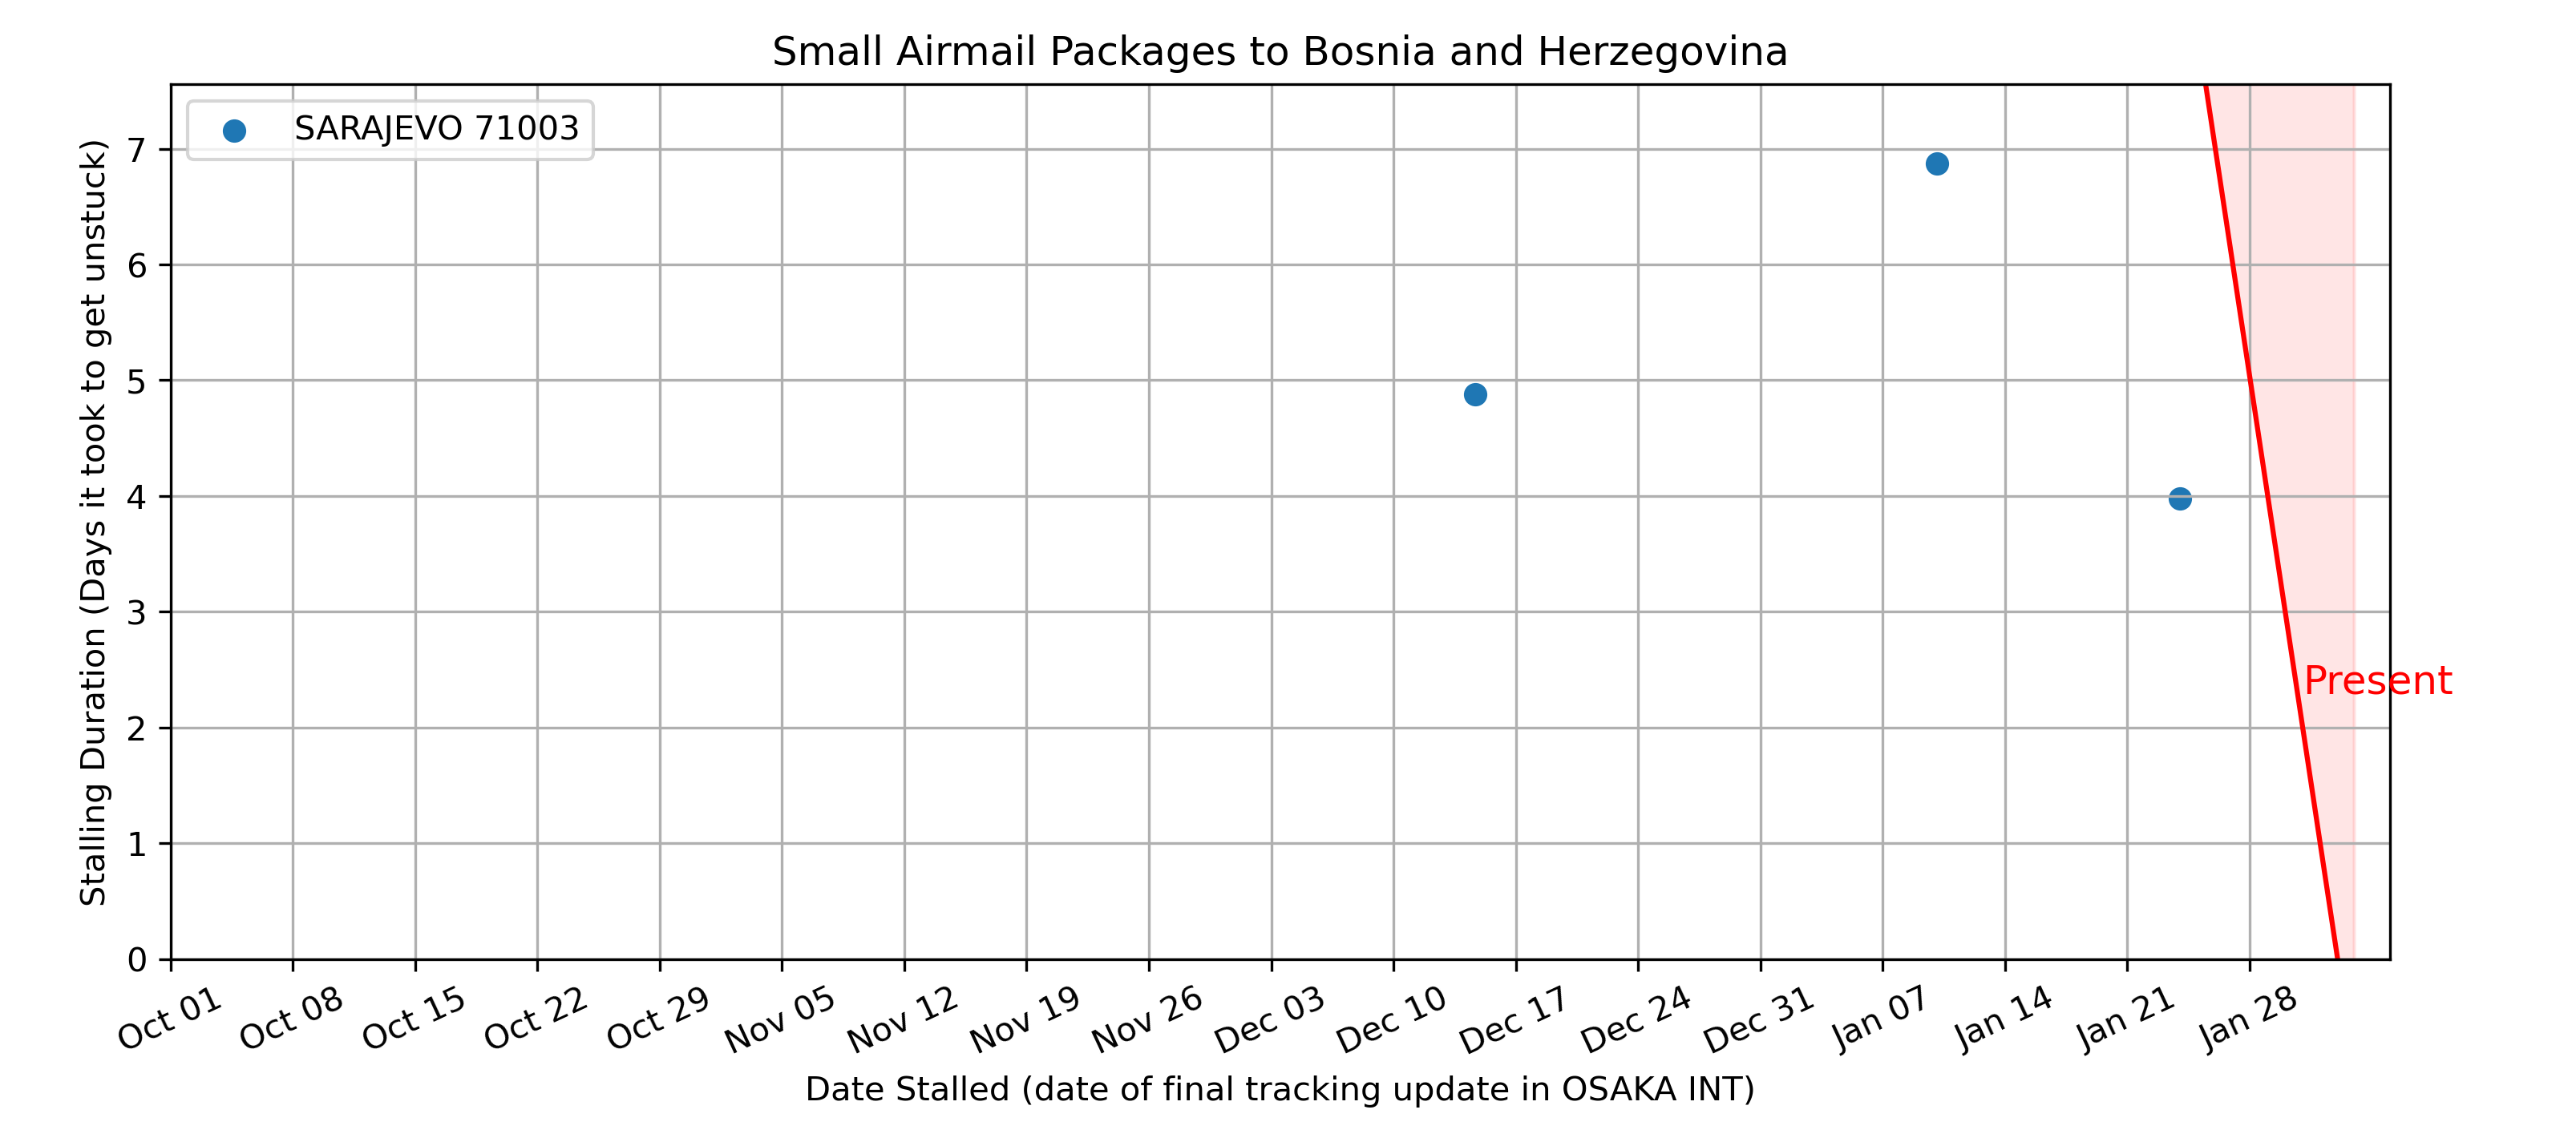 Small Airmail Packages to Bosnia and Herzegovina
SARAJEVO 71003
Stalling Duration (Days it took to get unstuck)
7
6
5
4
3
2
1
0
Present
Oct 01
Oct 08
Oct 15
Oct 22
Oct 29
Nov 05
Nov 12
Nov 19
Nov 26
Dec 03
Dec 10
Dec 17
Dec 24
Dec 31
Jan 07
Jan 14
Jan 21
Jan 28
Date Stalled (date of final tracking update in OSAKA INT)